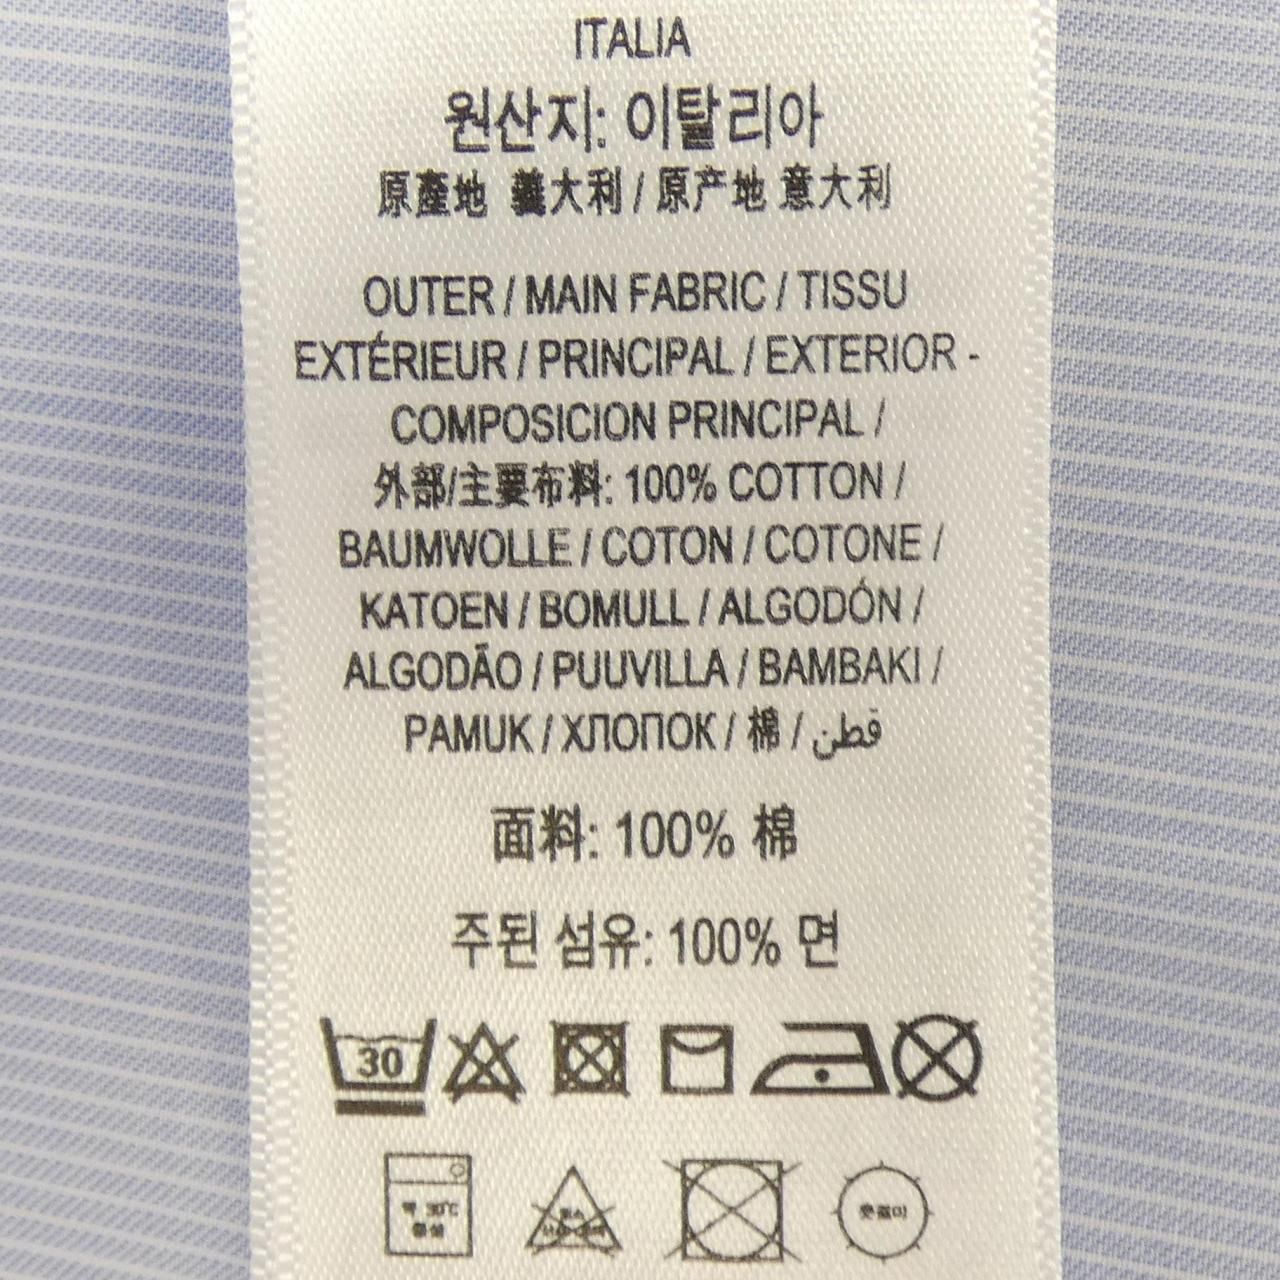 ITALIA
원산지: 이탈리아
原產地 義大利 / 原产地 意大利
OUTER / MAIN FABRIC / TISSU
EXTÉRIEUR / PRINCIPAL / EXTERIOR -
COMPOSICION PRINCIPAL /
外部/主要布料: 100% COTTON /
BAUMWOLLE / COTON / COTONE /
KATOEN / BOMULL / ALGODÓN /
ALGODÃO / PUUVILLA / BAMBAKI /
PAMUK / ХЛОПОК / 棉 / قطن
面料: 100% 棉
주된 섬유: 100% 면
30
약 30℃